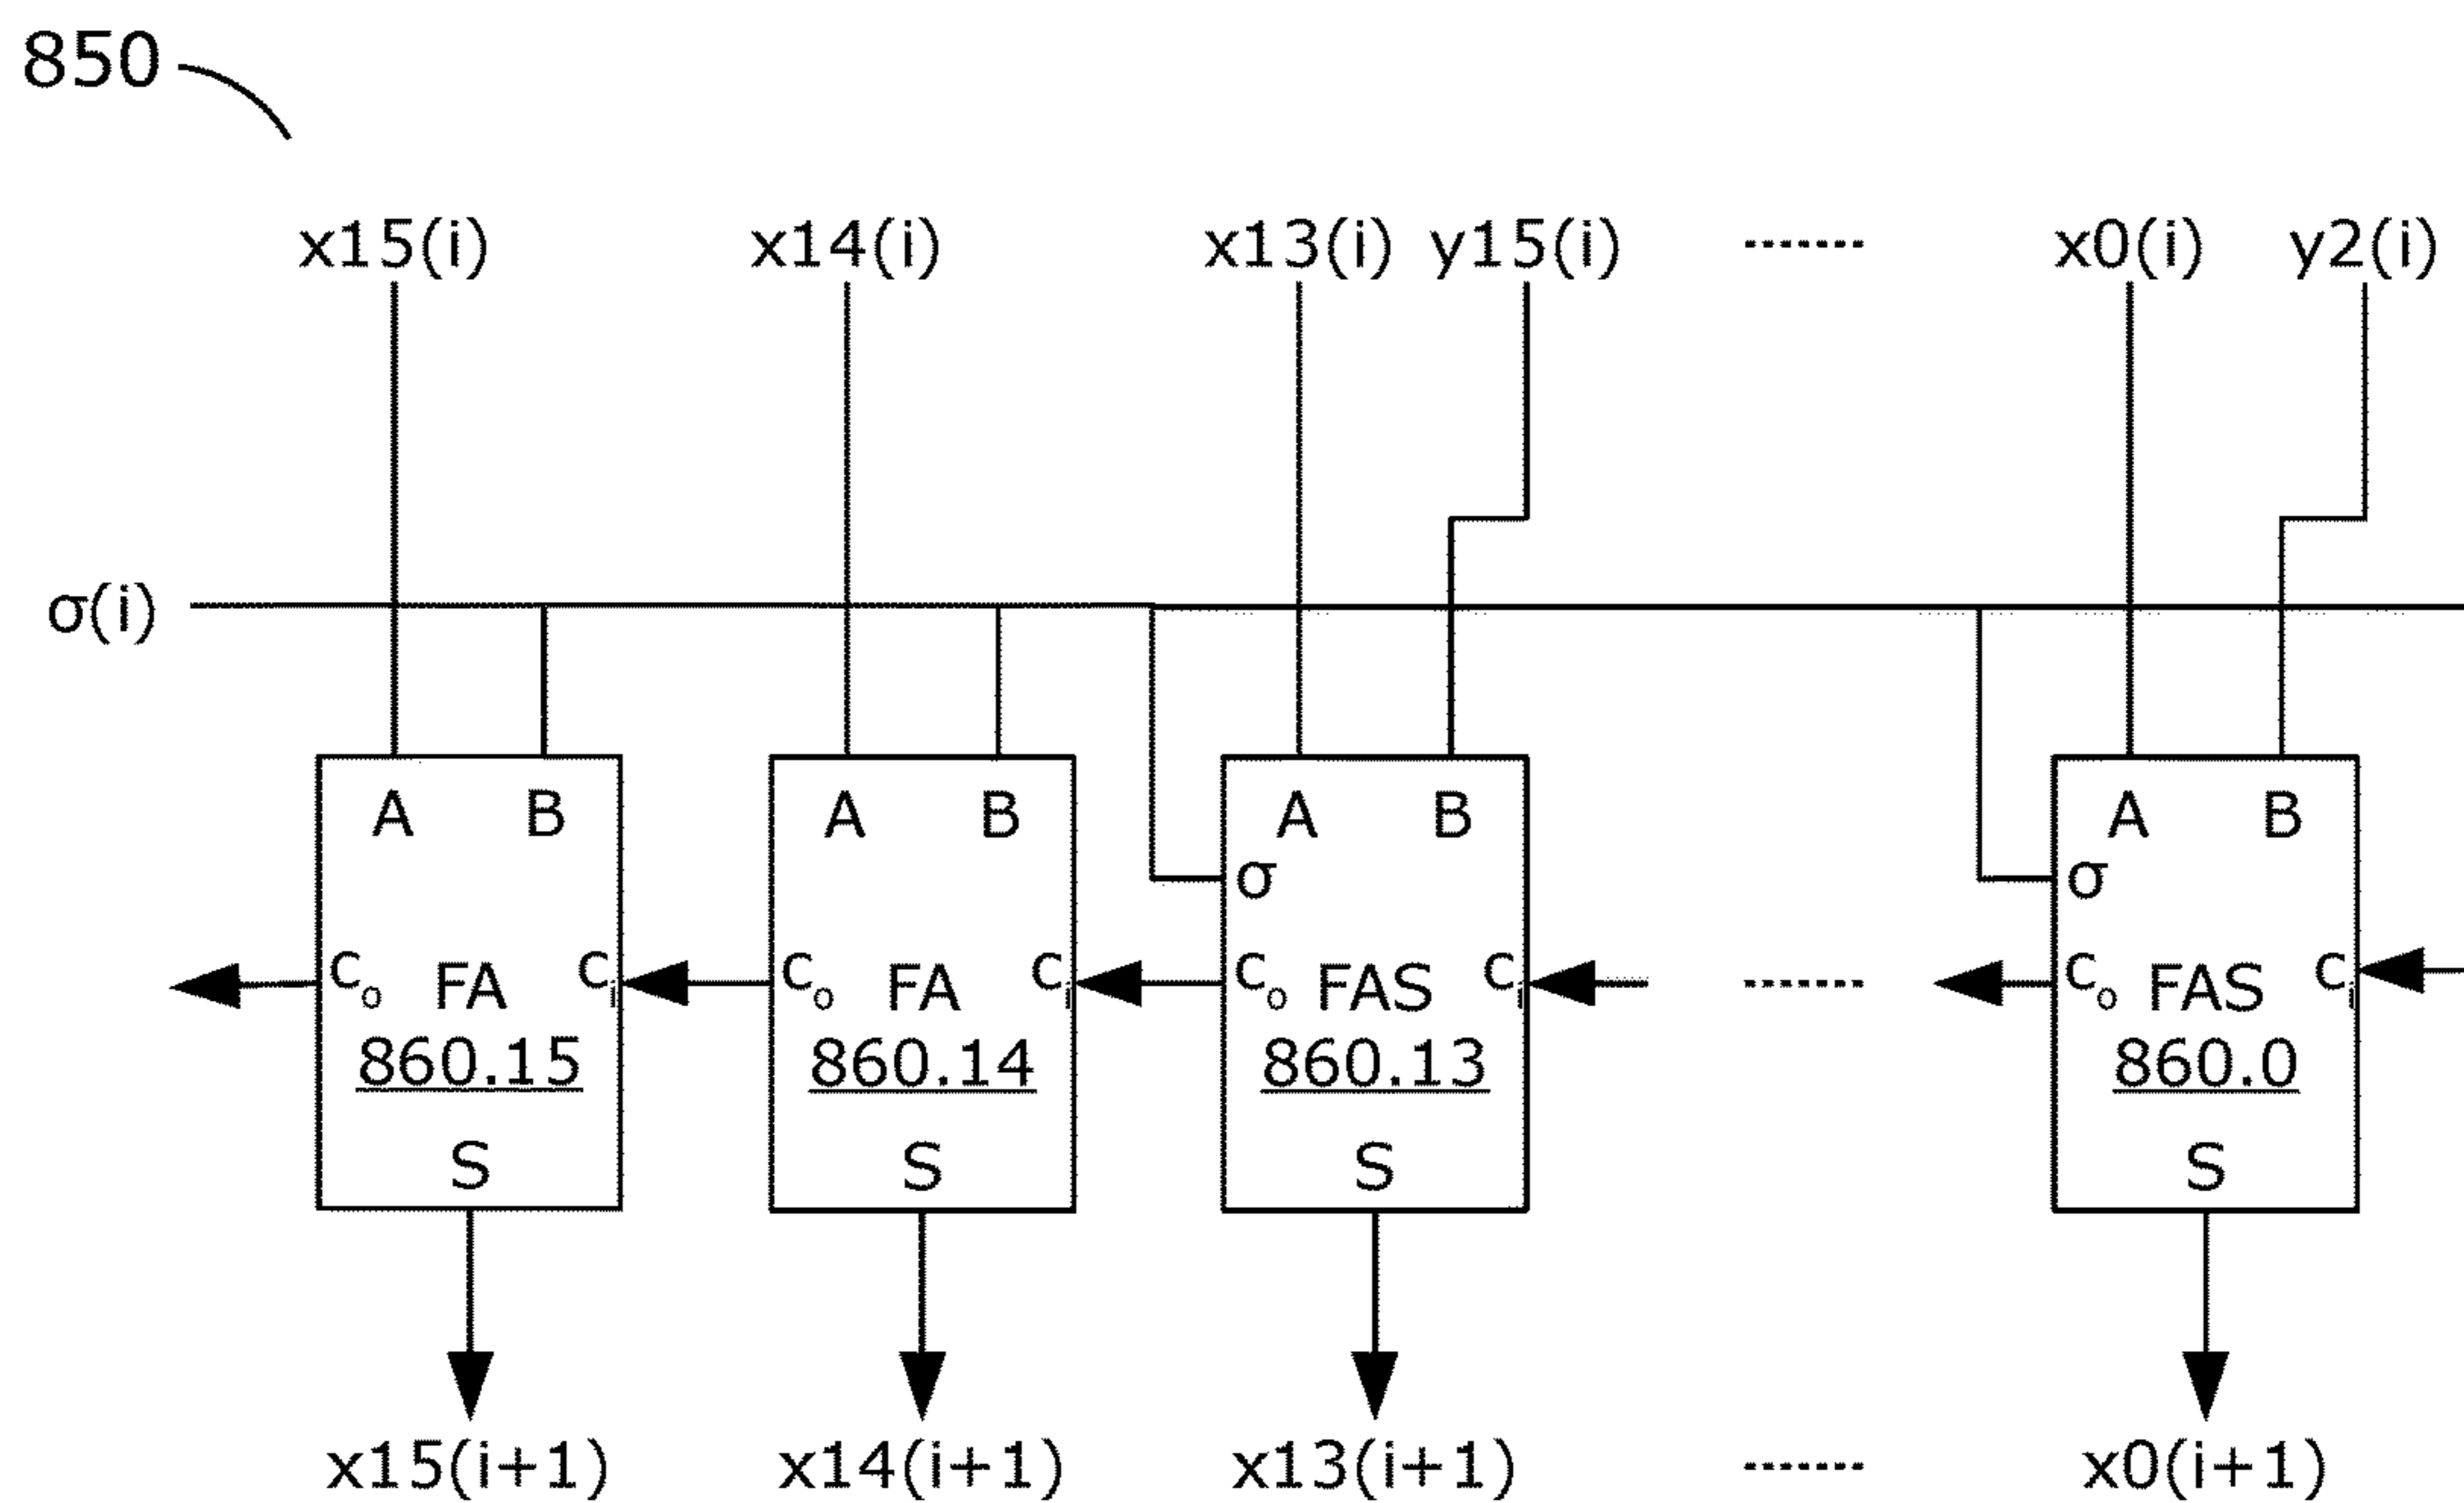 850
x15(i) x14(i) x13(i) y15(i) ------- x0(i) y2(i)
σ(i)
A B A B A B A B
σ σ
co FA ci co FA ci co FAS ci ------- co FAS ci
860.15 860.14 860.13 860.0
S S S S
x15(i+1) x14(i+1) x13(i+1) ------- x0(i+1)